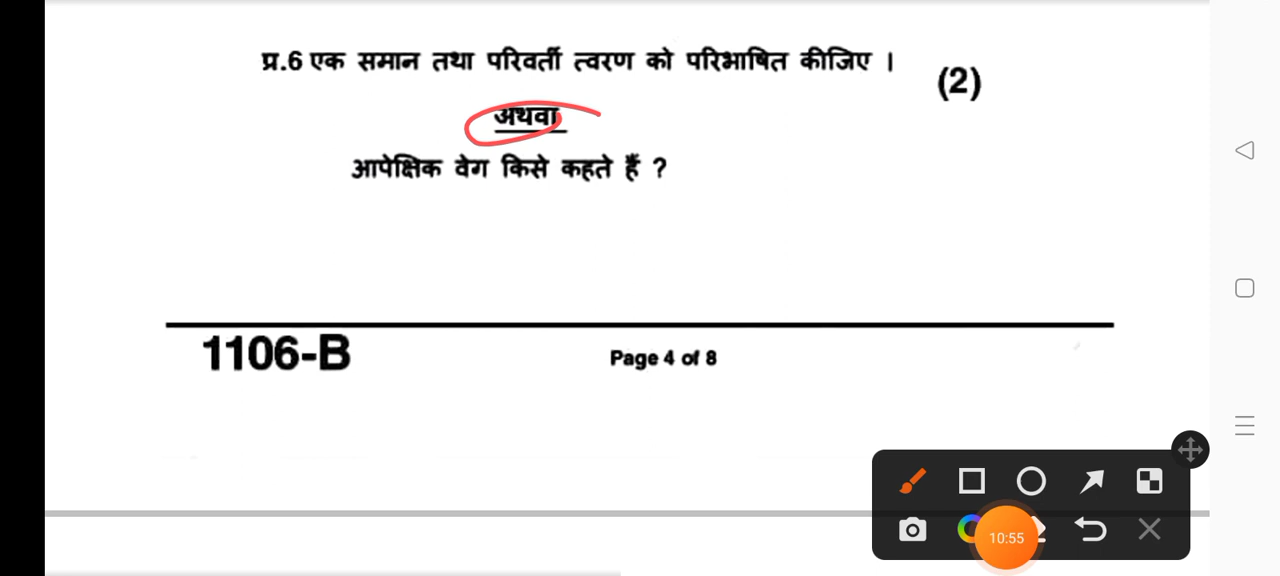 प्र.6 एक समान तथा परिवर्ती त्वरण को परिभाषित कीजिए । (2)
अथवा
आपेक्षिक वेग किसे कहते हैं ?
1106-B Page 4 of 8
10:55